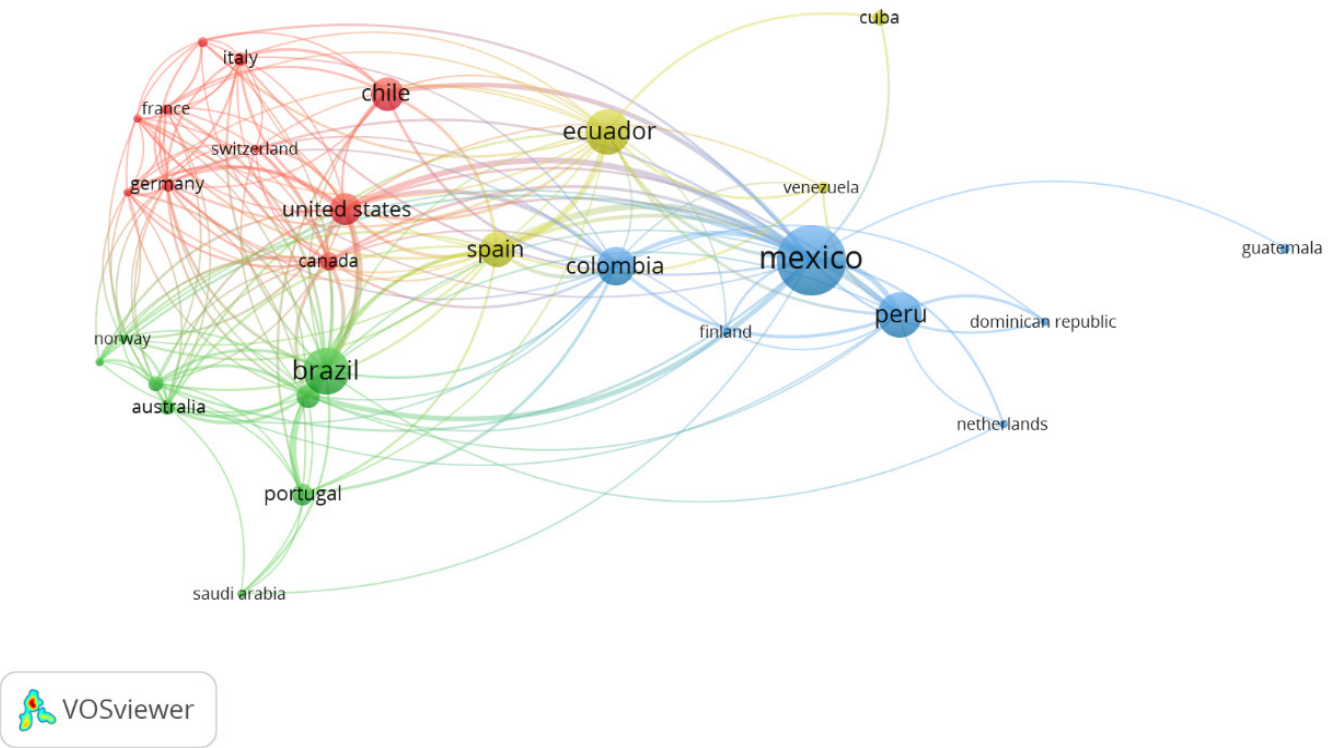 cuba
italy
chile
france
ecuador
switzerland
germany
venezuela
united states
spain
guatemala
canada
colombia
mexico
peru
dominican republic
finland
norway
brazil
australia
netherlands
portugal
saudi arabia
VOSviewer